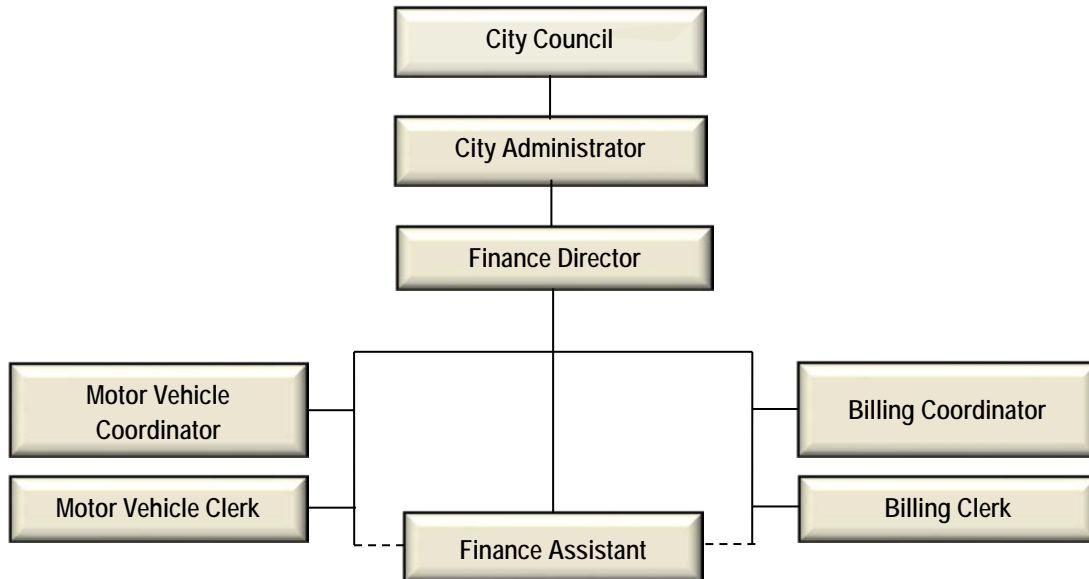 City Council
City Administrator
Finance Director
Motor Vehicle
Coordinator
Billing Coordinator
Motor Vehicle Clerk
Billing Clerk
Finance Assistant